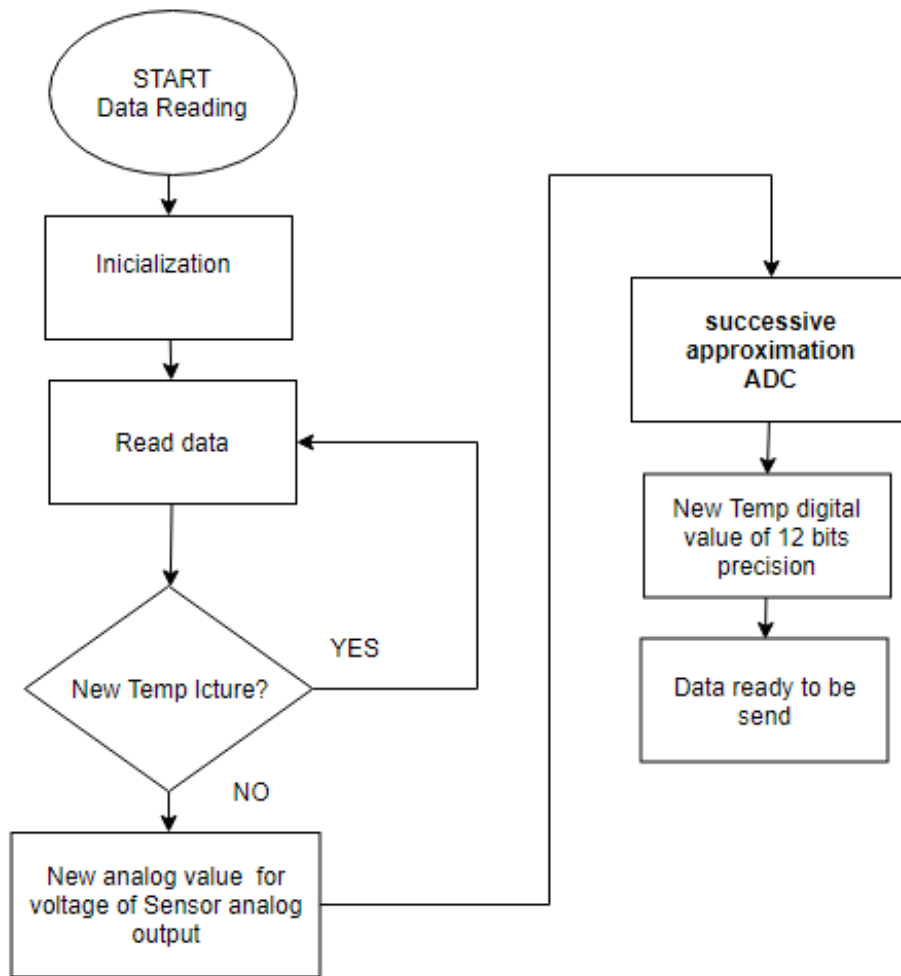 START
Data Reading
Inicialization
Read data
New Temp Icture?
YES
NO
New analog value for
voltage of Sensor analog
output
successive
approximation
ADC
New Temp digital
value of 12 bits
precision
Data ready to be
send